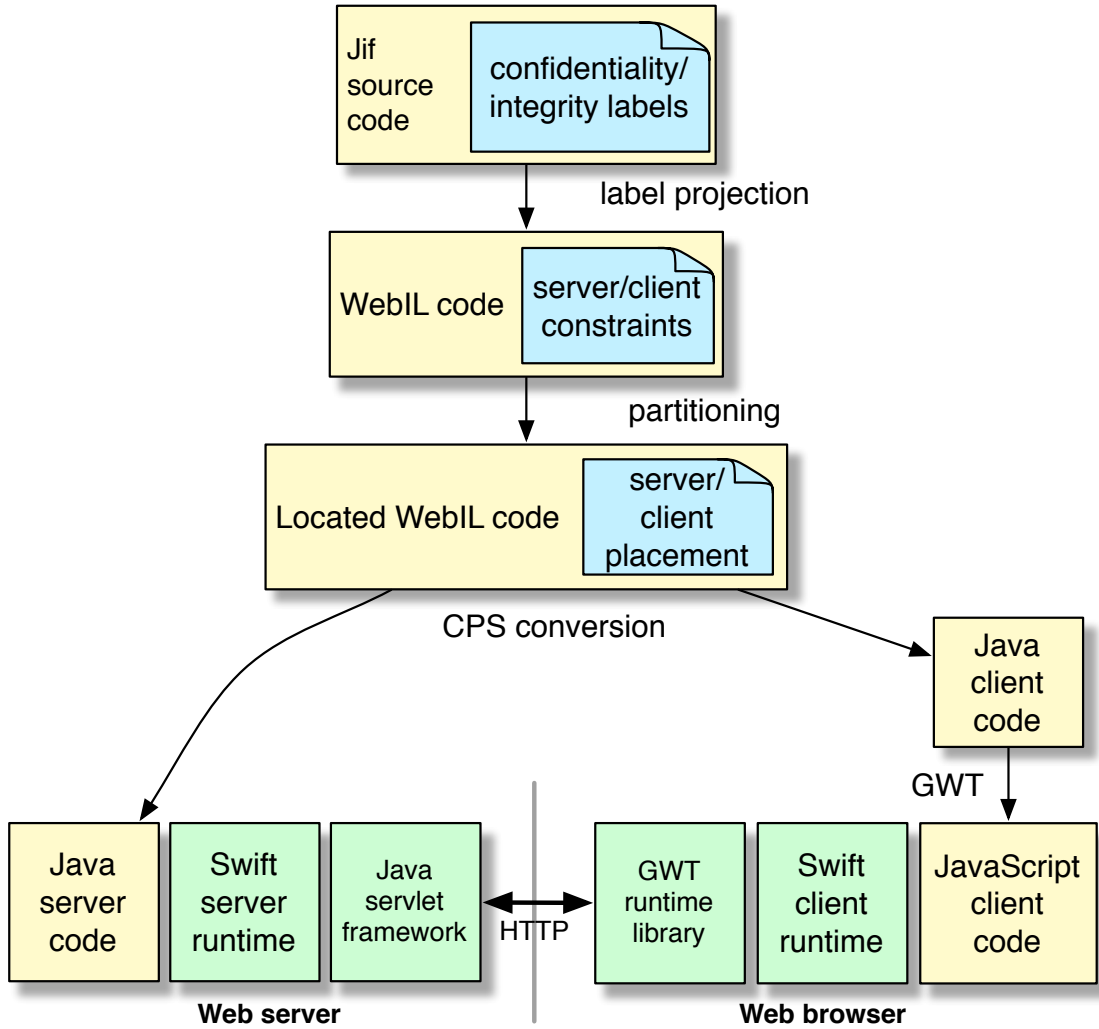 Jif
source
code
confidentiality/
integrity labels
label projection
WebIL code
server/client
constraints
partitioning
Located WebIL code
server/
client
placement
CPS conversion
Java
client
code
GWT
Java
server
code
Swift
server
runtime
Java
servlet
framework
HTTP
GWT
runtime
library
Swift
client
runtime
JavaScript
client
code
Web server
Web browser